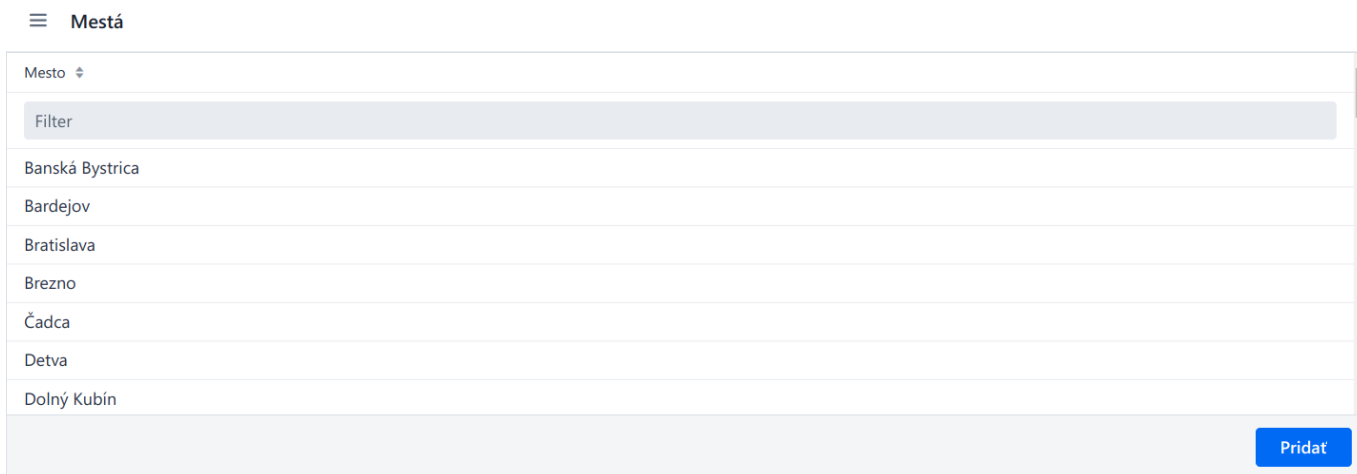 Mestá
Mesto
Filter
Banská Bystrica
Bardejov
Bratislava
Brezno
Čadca
Detva
Dolný Kubín
Pridať